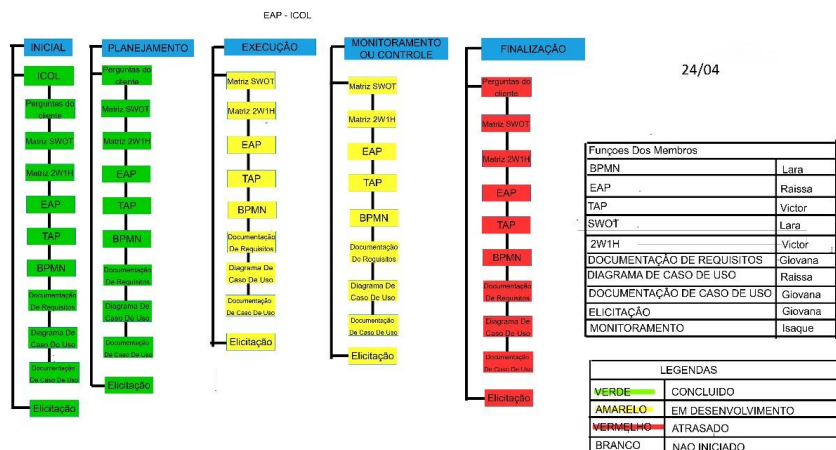 EAP - ICOL
INICIAL
ICOL
Perguntas do
cliente
Matriz SWOT
Matriz 2W1H
EAP
TAP
BPMN
Documentação
De Requisitos
Diagrama De
Caso De Uso
Documentação
De Caso De Uso
Elicitação
PLANEJAMENTO
Perguntas do
cliente
Matriz SWOT
Matriz 2W1H
EAP
TAP
BPMN
Documentação
De Requisitos
Diagrama De
Caso De Uso
Documentação
De Caso De Uso
Elicitação
EXECUÇÃO
Matriz SWOT
Matriz 2W1H
EAP
TAP
BPMN
Documentação
De Requisitos
Diagrama De
Caso De Uso
Documentação
De Caso De Uso
Elicitação
MONITORAMENTO
OU CONTROLE
Matriz SWOT
Matriz 2W1H
EAP
TAP
BPMN
Documentação
De Requisitos
Diagrama De
Caso De Uso
Documentação
De Caso De Uso
Elicitação
FINALIZAÇÃO
Perguntas do
cliente
Matriz SWOT
Matriz 2W1H
EAP
TAP
BPMN
Documentação
De Requisitos
Diagrama De
Caso De Uso
Documentação
De Caso De Uso
Elicitação
24/04
Funçoes Dos Membros
BPMN Lara
EAP Raissa
TAP Victor
SWOT Lara
2W1H Victor
DOCUMENTAÇÃO DE REQUISITOS Giovana
DIAGRAMA DE CASO DE USO Raissa
DOCUMENTAÇÃO DE CASO DE USO Giovana
ELICITAÇÃO Giovana
MONITORAMENTO Isaque
LEGENDAS
VERDE CONCLUIDO
AMARELO EM DESENVOLVIMENTO
VERMELHO ATRASADO
BRANCO NAO INICIADO